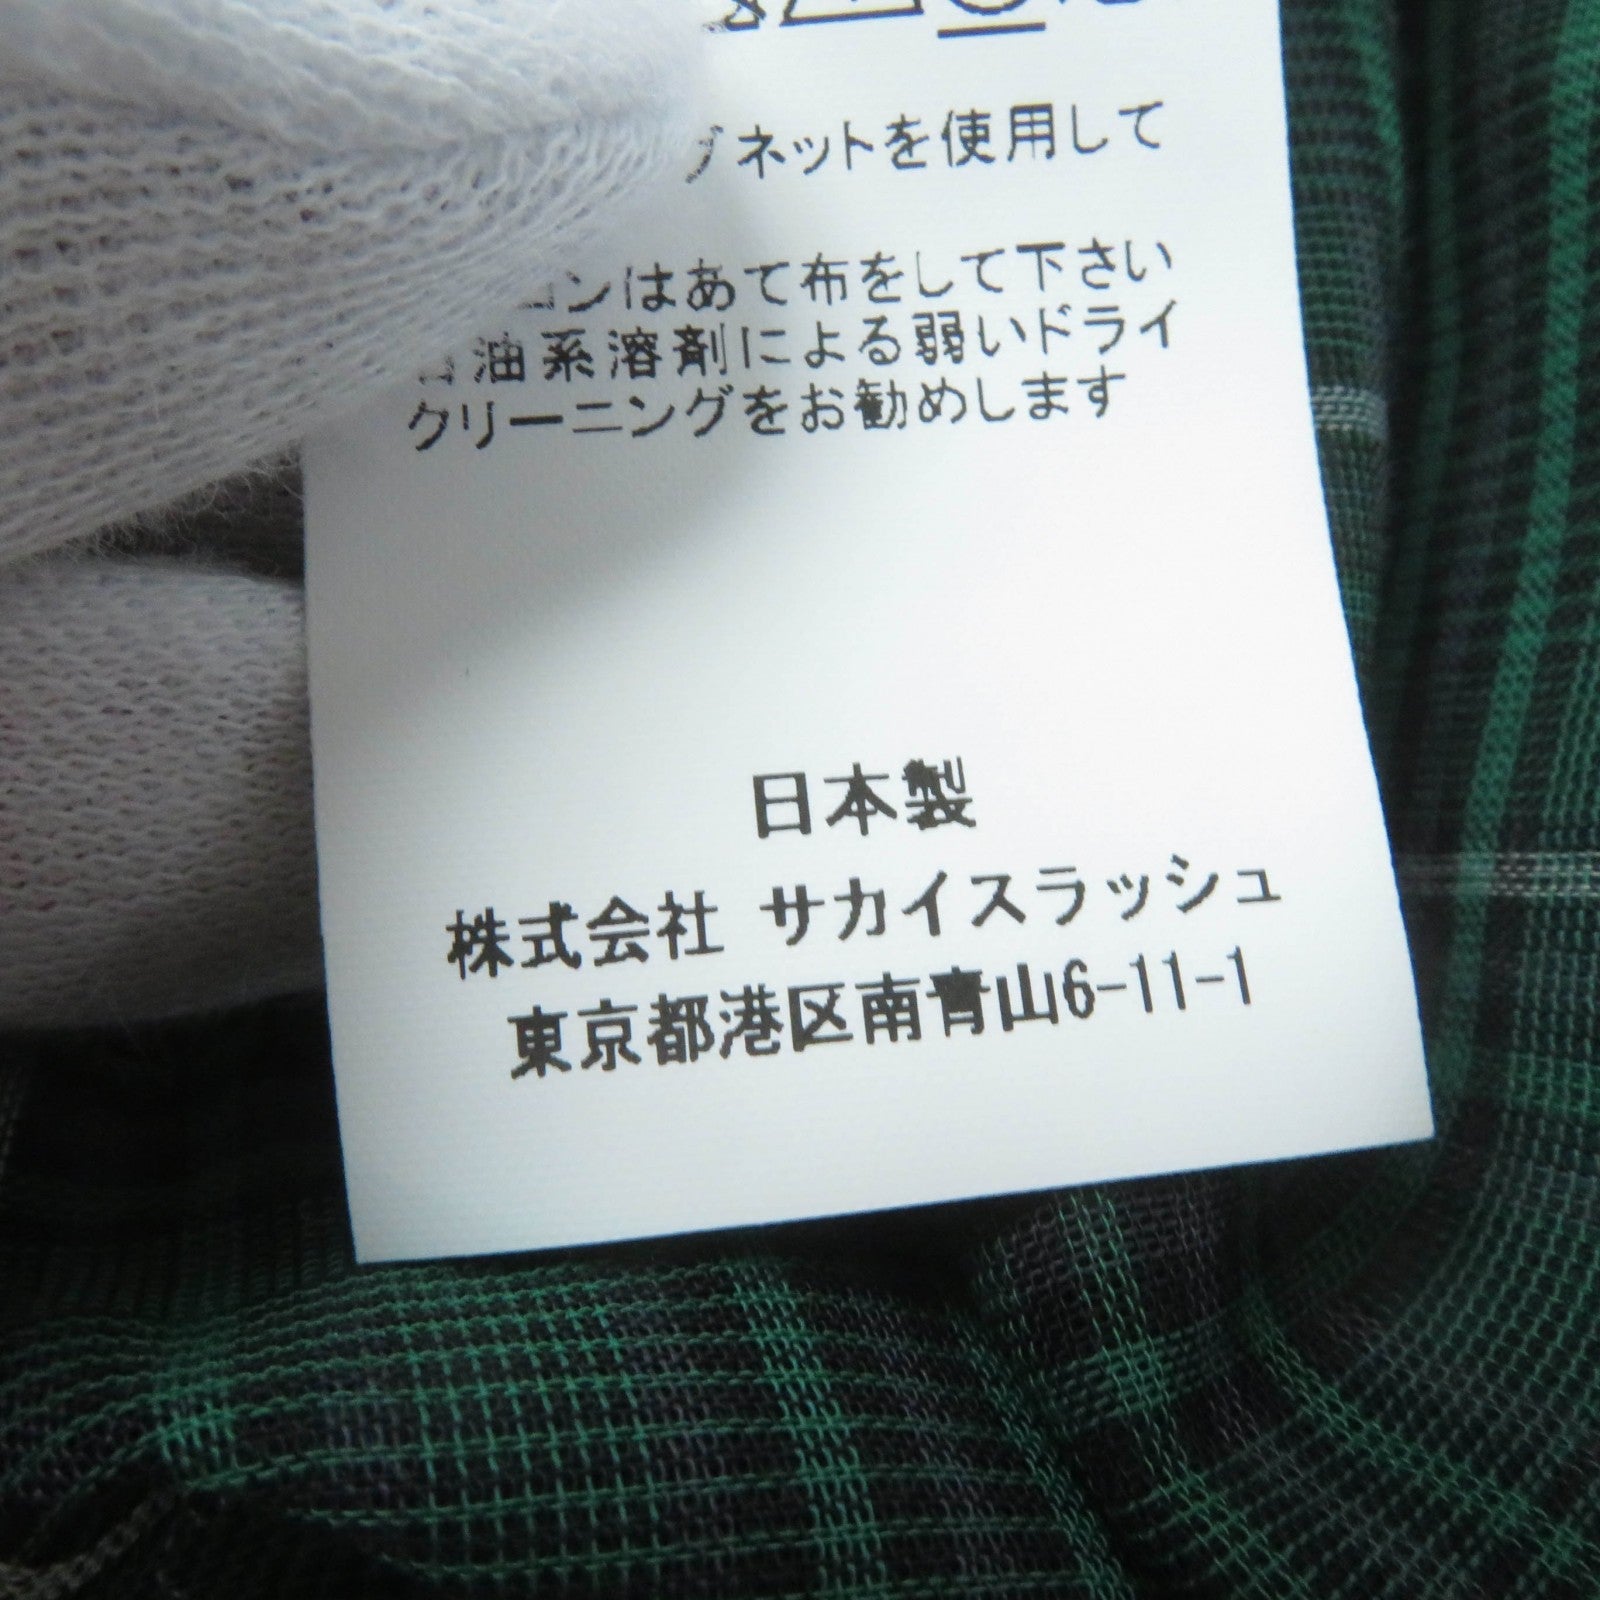 ネットを使用して
ンはあて布をして下さい
油系溶剤による弱いドライ
クリーニングをお勧めします
日本製
株式会社 サカイスラッシュ
東京都港区南青山6-11-1